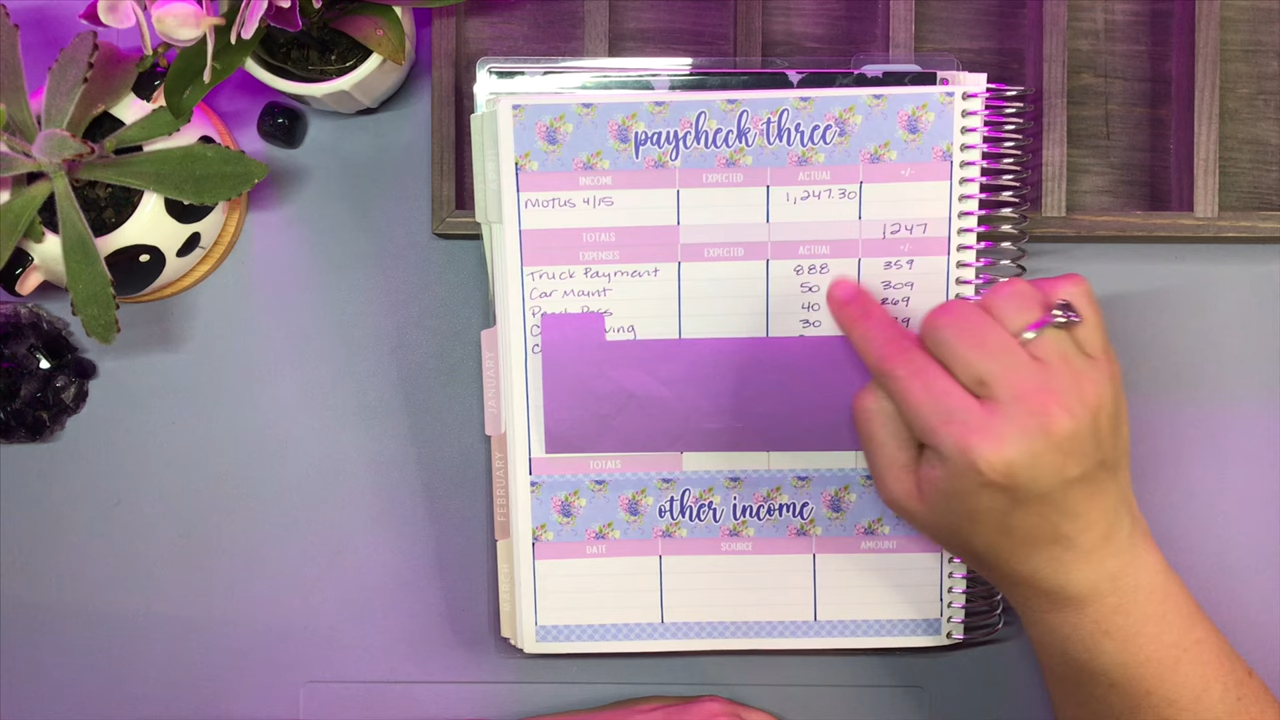 paycheck three
INCOME EXPECTED ACTUAL +/-
MOTUS 4/15 1,247.30
TOTALS 1247
EXPENSES EXPECTED ACTUAL +/-
Truck Payment 888 359
Car Maint 50 309
40 269
30
TOTALS
other income
DATE SOURCE AMOUNT
JANUARY
FEBRUARY
MARCH